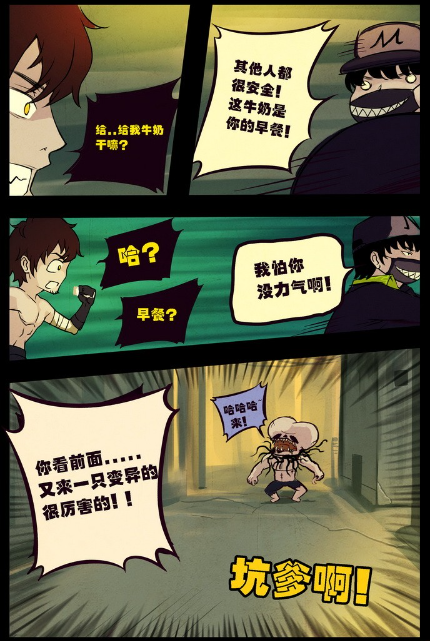 给..给我牛奶
干嘛?
其他人都
很安全!
这牛奶是
你的早餐!
M
哈?
早餐?
我怕你
没力气啊!
哈哈哈~
来!
你看前面.....
又来一只变异的
很厉害的!!
坑爹啊!